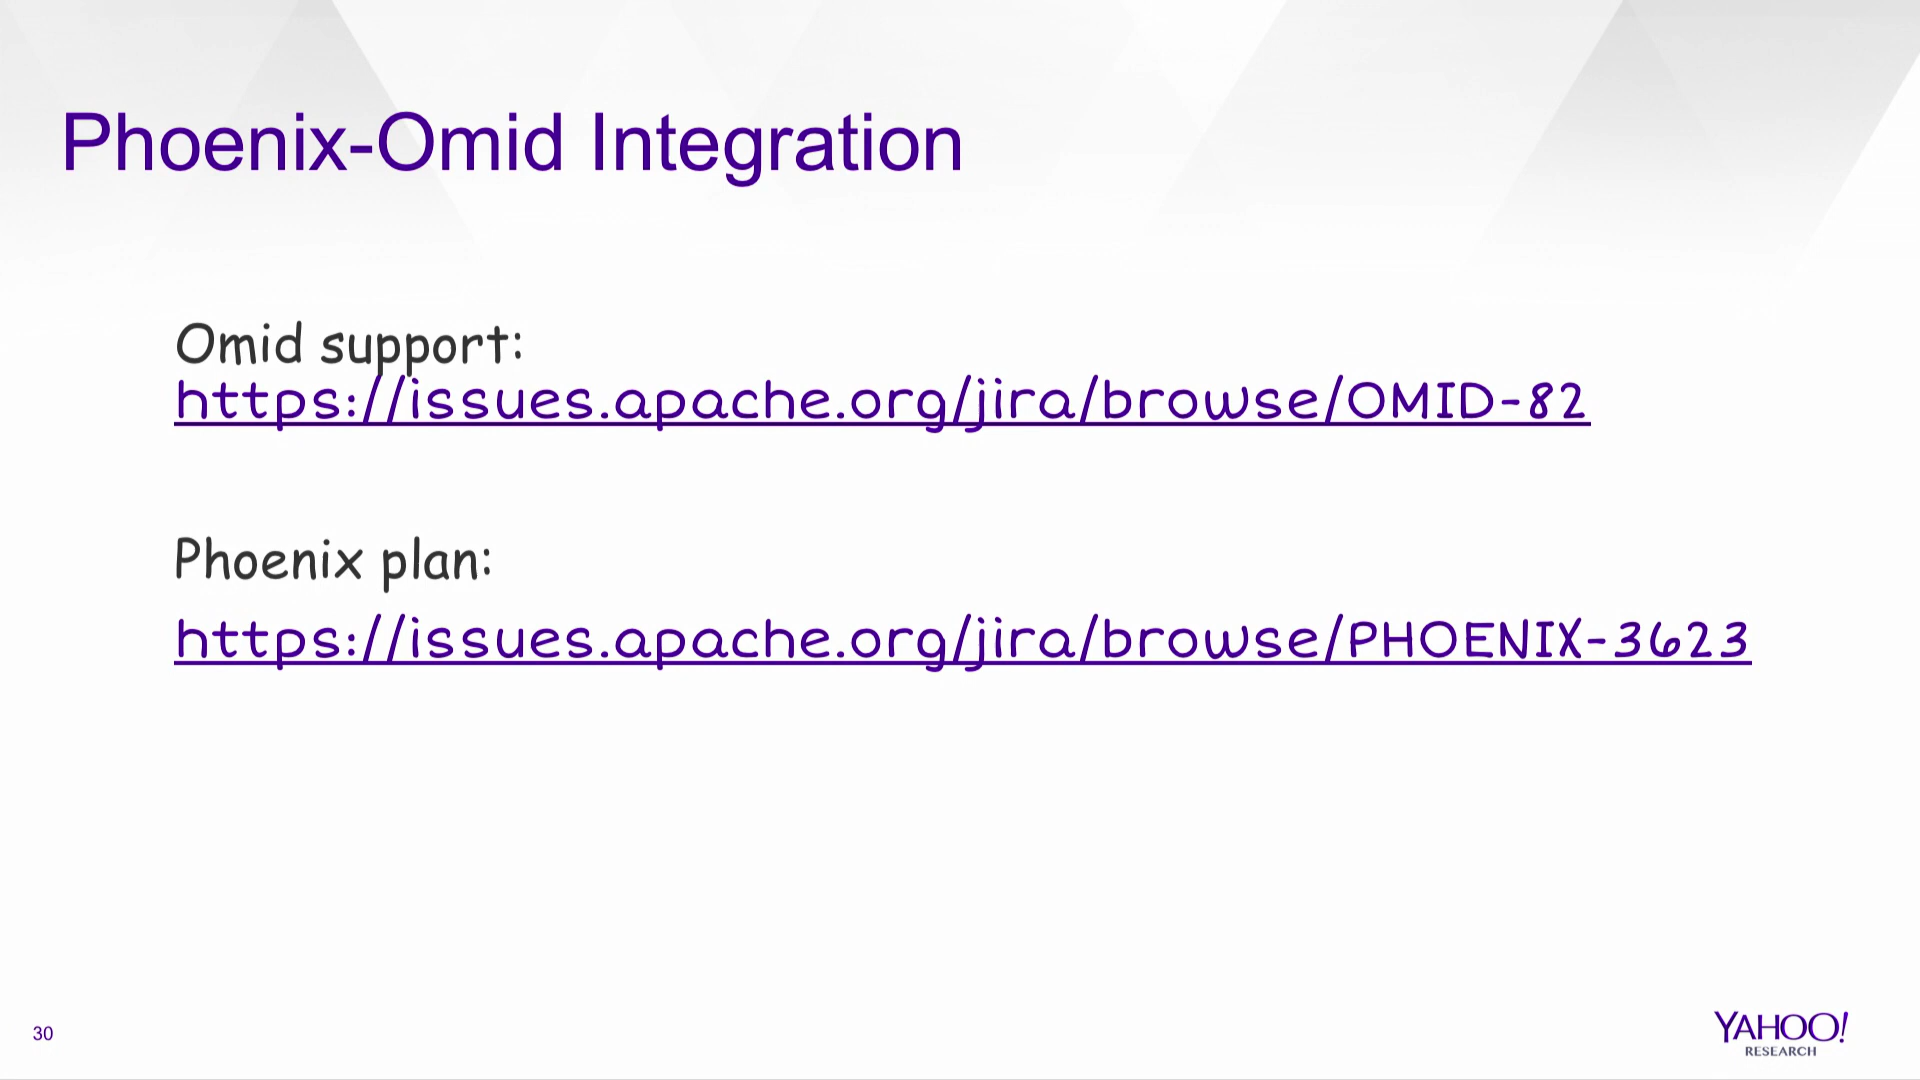 Phoenix-Omid Integration
Omid support:
https://issues.apache.org/jira/browse/OMID-82
Phoenix plan:
https://issues.apache.org/jira/browse/PHOENIX-3623
30
YAHOO!
RESEARCH